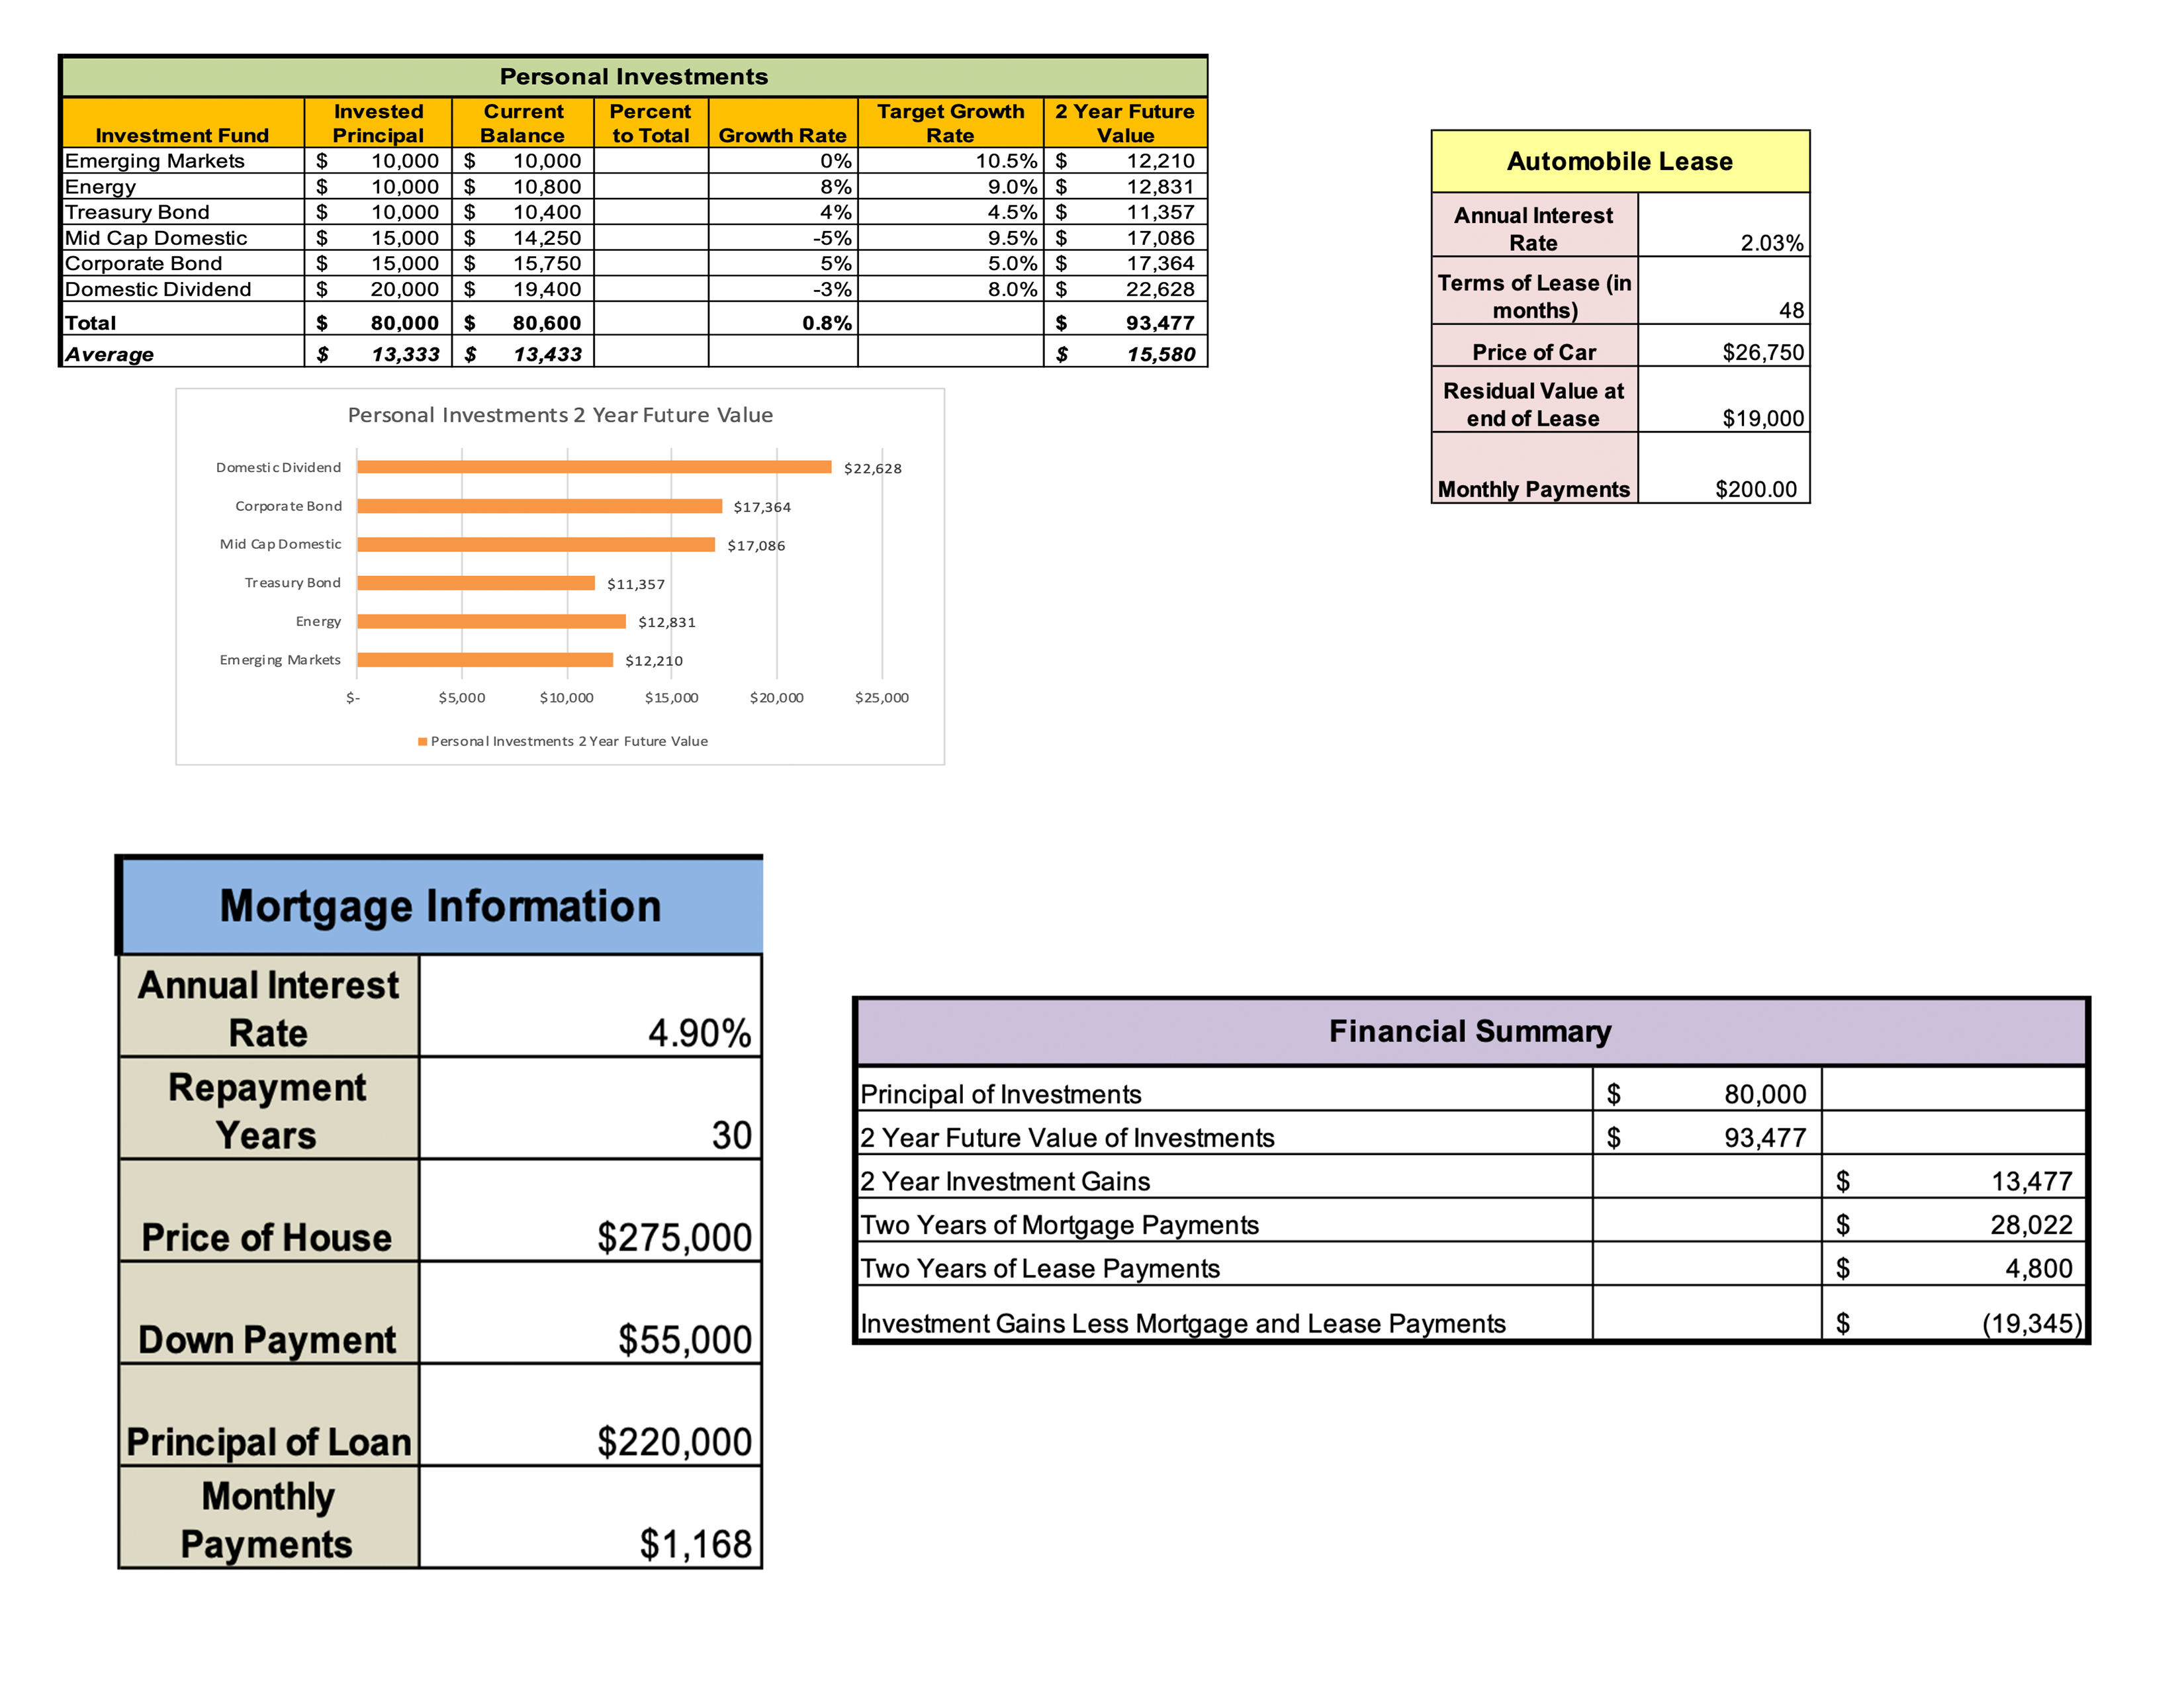 Personal Investments
Investment Fund Invested Principal Current Balance Percent to Total Growth Rate Target Growth Rate 2 Year Future Value
Emerging Markets $ 10,000 $ 10,000 0% 10.5% $ 12,210
Energy $ 10,000 $ 10,800 8% 9.0% $ 12,831
Treasury Bond $ 10,000 $ 10,400 4% 4.5% $ 11,357
Mid Cap Domestic $ 15,000 $ 14,250 -5% 9.5% $ 17,086
Corporate Bond $ 15,000 $ 15,750 5% 5.0% $ 17,364
Domestic Dividend $ 20,000 $ 19,400 -3% 8.0% $ 22,628
Total $ 80,000 $ 80,600 0.8% $ 93,477
Average $ 13,333 $ 13,433 $ 15,580
Personal Investments 2 Year Future Value
Domestic Dividend $22,628
Corporate Bond $17,364
Mid Cap Domestic $17,086
Treasury Bond $11,357
Energy $12,831
Emerging Markets $12,210
$- $5,000 $10,000 $15,000 $20,000 $25,000
Personal Investments 2 Year Future Value
Automobile Lease
Annual Interest
Rate 2.03%
Terms of Lease (in
months) 48
Price of Car $26,750
Residual Value at
end of Lease $19,000
Monthly Payments $200.00
Mortgage Information
Annual Interest
Rate 4.90%
Repayment
Years 30
Price of House $275,000
Down Payment $55,000
Principal of Loan $220,000
Monthly
Payments $1,168
Financial Summary
Principal of Investments $ 80,000
2 Year Future Value of Investments $ 93,477
2 Year Investment Gains $ 13,477
Two Years of Mortgage Payments $ 28,022
Two Years of Lease Payments $ 4,800
Investment Gains Less Mortgage and Lease Payments $ (19,345)